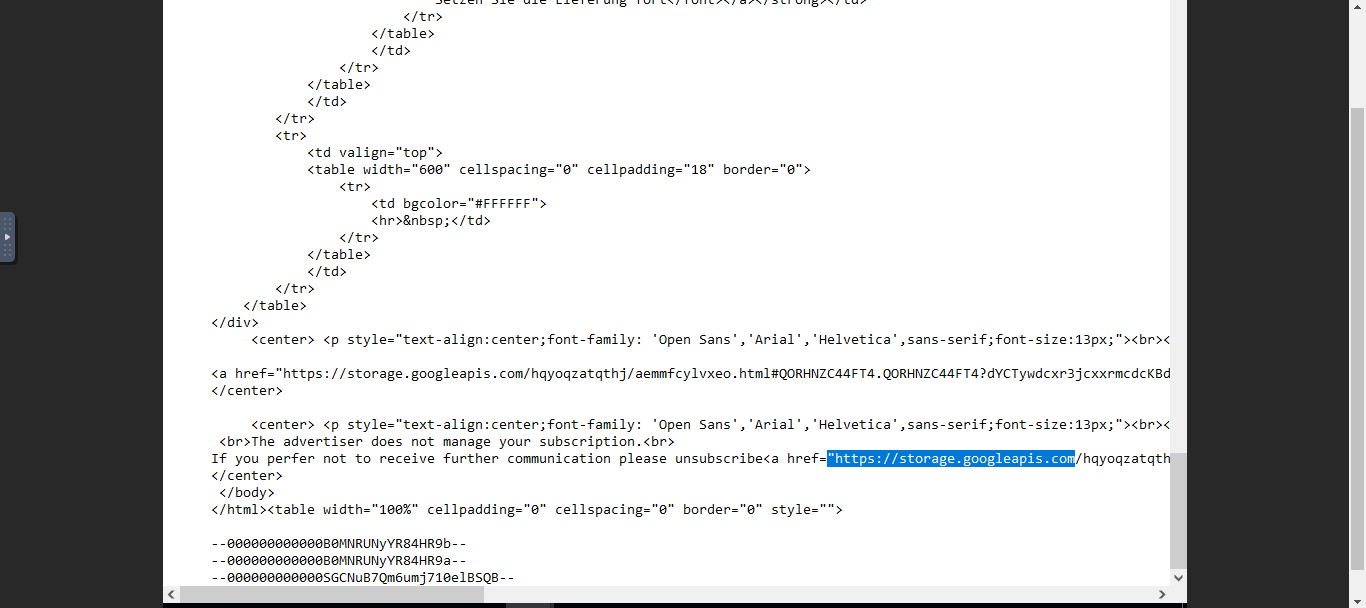 Setzen Sie die Lieferung fort</font></a></strong></td>
</tr>
</table>
</td>
</tr>
</table>
</td>
</tr>
<tr>
<td valign="top">
<table width="600" cellspacing="0" cellpadding="18" border="0">
<tr>
<td bgcolor="#FFFFFF">
<hr>&nbsp;</td>
</tr>
</table>
</td>
</tr>
</table>
</div>
<center> <p style="text-align:center;font-family: 'Open Sans','Arial','Helvetica',sans-serif;font-size:13px;"><br><
<a href="https://storage.googleapis.com/hqyoqzatqthj/aemmfcylvxeo.html#QORHNZC44FT4.QORHNZC44FT4?dYCTywdcxr3jcxxrmcdcKBd
</center>
<center> <p style="text-align:center;font-family: 'Open Sans','Arial','Helvetica',sans-serif;font-size:13px;"><br><
<br>The advertiser does not manage your subscription.<br>
If you perfer not to receive further communication please unsubscribe<a href="https://storage.googleapis.com/hqyoqzatqth
</center>
</body>
</html><table width="100%" cellpadding="0" cellspacing="0" border="0" style="">
--000000000000B0MNRUNyYR84HR9b--
--000000000000B0MNRUNyYR84HR9a--
--000000000000SGCNuB7Qm6umj710elBSQB--